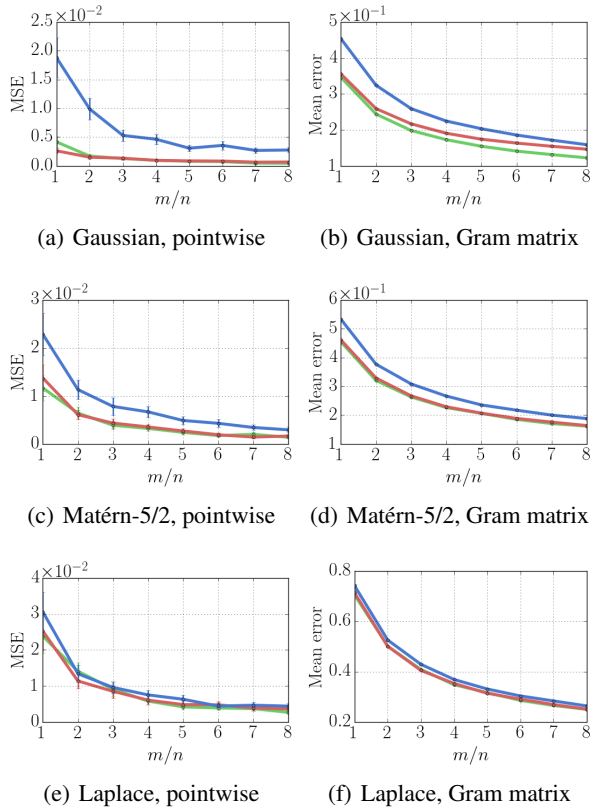 ×10⁻²
2.5
2.0
1.5
1.0
0.5
0.0
MSE
1 2 3 4 5 6 7 8
m/n
(a) Gaussian, pointwise
×10⁻¹
5
4
3
2
1
Mean error
1 2 3 4 5 6 7 8
m/n
(b) Gaussian, Gram matrix
×10⁻²
3
2
1
0
MSE
1 2 3 4 5 6 7 8
m/n
(c) Matérn-5/2, pointwise
×10⁻¹
6
5
4
3
2
1
Mean error
1 2 3 4 5 6 7 8
m/n
(d) Matérn-5/2, Gram matrix
×10⁻²
4
3
2
1
0
MSE
1 2 3 4 5 6 7 8
m/n
(e) Laplace, pointwise
0.8
0.6
0.4
0.2
Mean error
1 2 3 4 5 6 7 8
m/n
(f) Laplace, Gram matrix